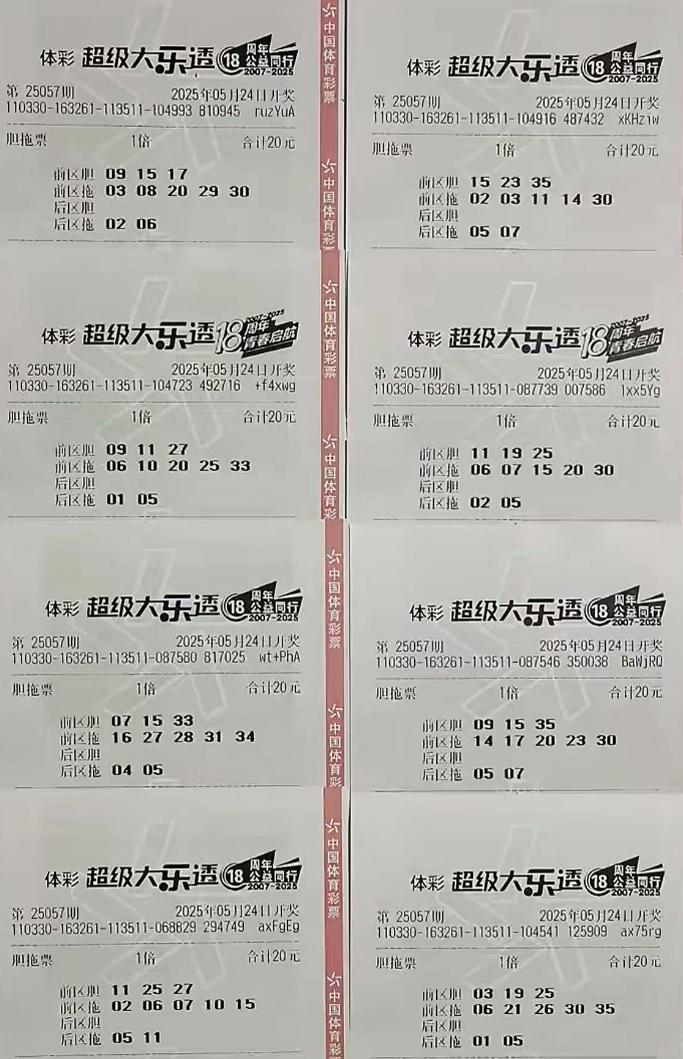 体彩 超级大乐透 18周年 公益同行 2007-2025
第 25057期 2025年05月24日开奖
110330-163261-113511-104993 810945 ruzYuA
胆拖票 1倍 合计20元
前区胆 09 15 17
前区拖 03 08 20 29 30
后区胆
后区拖 02 06
体彩 超级大乐透 18周年 公益同行 2007-2025
第 25057期 2025年05月24日开奖
110330-163261-113511-104916 487432 xKHziw
胆拖票 1倍 合计20元
前区胆 15 23 35
前区拖 02 03 11 14 30
后区胆
后区拖 05 07
体彩 超级大乐透 2007-2025 18周年 青春启航
第 25057期 2025年05月24日开奖
110330-163261-113511-104723 492716 +f4xwg
胆拖票 1倍 合计20元
前区胆 09 11 27
前区拖 06 10 20 25 33
后区胆
后区拖 01 05
体彩 超级大乐透 2007-2025 18周年 青春启航
第 25057期 2025年05月24日开奖
110330-163261-113511-087739 007586 1xx5Yg
胆拖票 1倍 合计20元
前区胆 11 19 25
前区拖 06 07 15 20 30
后区胆
后区拖 02 05
体彩 超级大乐透 18周年 公益同行 2007-2025
第 25057期 2025年05月24日开奖
110330-163261-113511-087580 817025 wt+PhA
胆拖票 1倍 合计20元
前区胆 07 15 33
前区拖 16 27 28 31 34
后区胆
后区拖 04 05
体彩 超级大乐透 18周年 公益同行 2007-2025
第 25057期 2025年05月24日开奖
110330-163261-113511-087546 350038 BaWjRQ
胆拖票 1倍 合计20元
前区胆 09 15 35
前区拖 14 17 20 23 30
后区胆
后区拖 05 07
体彩 超级大乐透 18周年 公益同行 2007-2025
第 25057期 2025年05月24日开奖
110330-163261-113511-068829 294749 axFgEg
胆拖票 1倍 合计20元
前区胆 11 25 27
前区拖 02 06 07 10 15
后区胆
后区拖 05 11
体彩 超级大乐透 18周年 公益同行 2007-2025
第 25057期 2025年05月24日开奖
110330-163261-113511-104541 125909 ax75rg
胆拖票 1倍 合计20元
前区胆 03 19 25
前区拖 06 21 26 30 35
后区胆
后区拖 01 05
中国体育彩票
中国体育彩
中国体育彩票
中国体育彩
中国体育彩票
中国体育彩票
中国体育彩票
中国体育彩